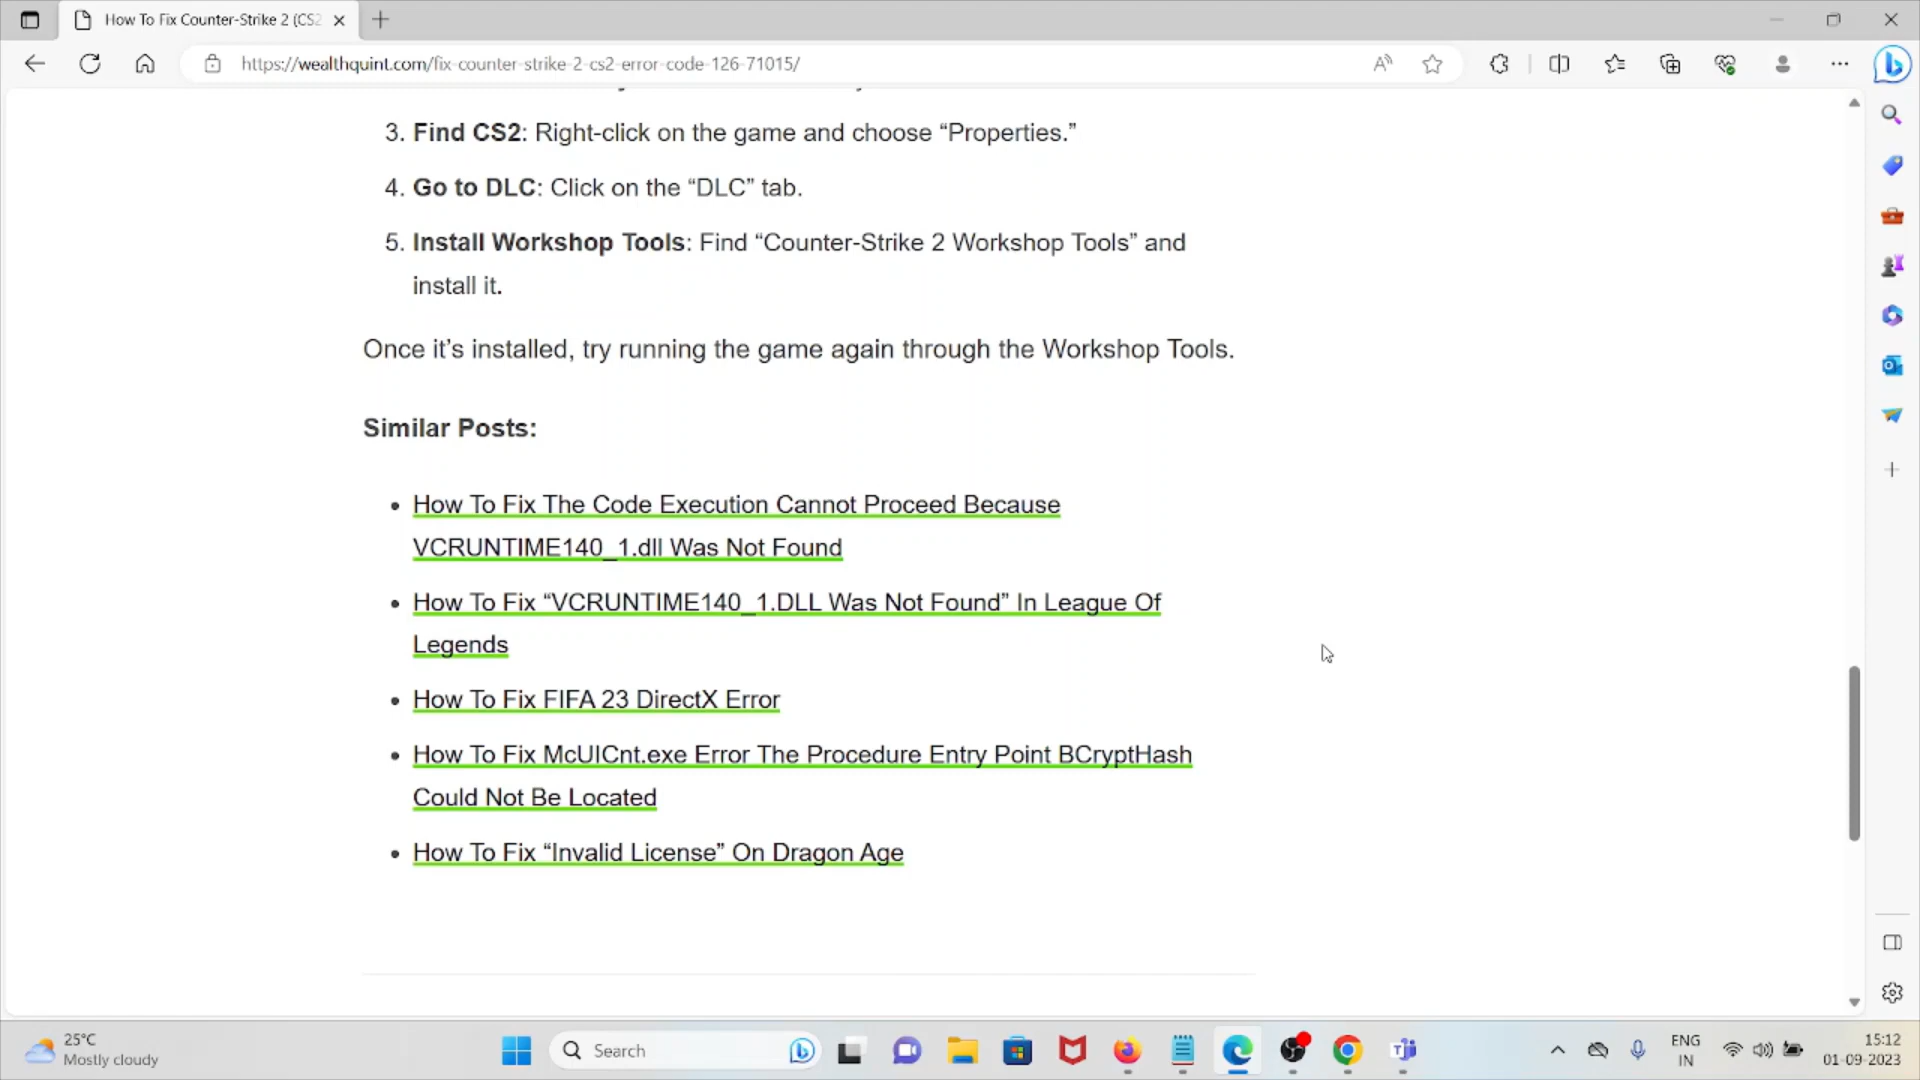 How To Fix Counter-Strike 2 (CS2
https://wealthquint.com/fix-counter-strike-2-cs2-error-code-126-71015/
3. Find CS2: Right-click on the game and choose “Properties.”
4. Go to DLC: Click on the “DLC” tab.
5. Install Workshop Tools: Find “Counter-Strike 2 Workshop Tools” and
install it.
Once it’s installed, try running the game again through the Workshop Tools.
Similar Posts:
• How To Fix The Code Execution Cannot Proceed Because
VCRUNTIME140_1.dll Was Not Found
• How To Fix “VCRUNTIME140_1.DLL Was Not Found” In League Of
Legends
• How To Fix FIFA 23 DirectX Error
• How To Fix McUICnt.exe Error The Procedure Entry Point BCryptHash
Could Not Be Located
• How To Fix “Invalid License” On Dragon Age
25°C
Mostly cloudy
Search
ENG
IN
15:12
01-09-2023